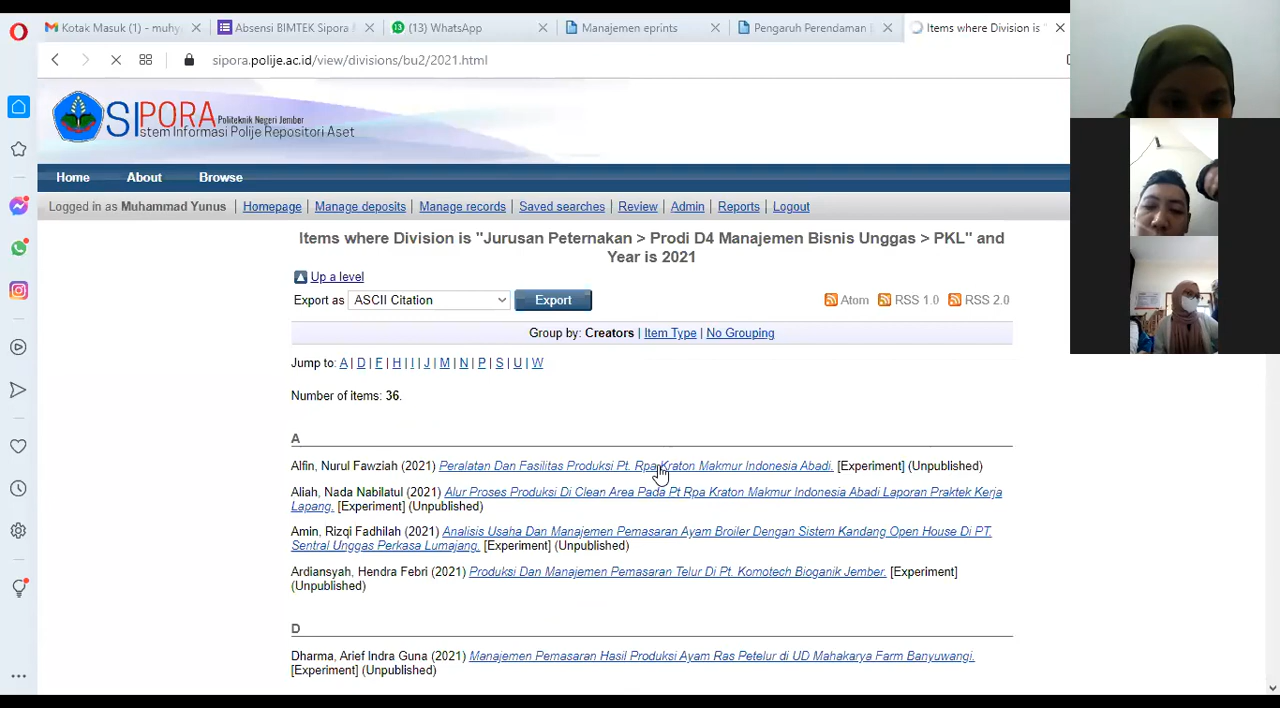 Kotak Masuk (1) - muhy
Absensi BIMTEK Sipora
(13) WhatsApp
Manajemen eprints
Pengaruh Perendaman
Items where Division is "
sipora.polije.ac.id/view/divisions/bu2/2021.html
SIPORA
Politeknik Negeri Jember
stem Informasi Polije Repositori Aset
Home About Browse
Logged in as Muhammad Yunus | Homepage | Manage deposits | Manage records | Saved searches | Review | Admin | Reports | Logout
Items where Division is "Jurusan Peternakan > Prodi D4 Manajemen Bisnis Unggas > PKL" and
Year is 2021
Up a level
Export as ASCII Citation Export Atom RSS 1.0 RSS 2.0
Group by: Creators | Item Type | No Grouping
Jump to: A | D | F | H | I | J | M | N | P | S | U | W
Number of items: 36.
A
Alfin, Nurul Fawziah (2021) Peralatan Dan Fasilitas Produksi Pt. Rpa Kraton Makmur Indonesia Abadi. [Experiment] (Unpublished)
Aliah, Nada Nabilatul (2021) Alur Proses Produksi Di Clean Area Pada Pt Rpa Kraton Makmur Indonesia Abadi Laporan Praktek Kerja
Lapang. [Experiment] (Unpublished)
Amin, Rizqi Fadhilah (2021) Analisis Usaha Dan Manajemen Pemasaran Ayam Broiler Dengan Sistem Kandang Open House Di PT.
Sentral Unggas Perkasa Lumajang. [Experiment] (Unpublished)
Ardiansyah, Hendra Febri (2021) Produksi Dan Manajemen Pemasaran Telur Di Pt. Komotech Bioganik Jember. [Experiment]
(Unpublished)
D
Dharma, Arief Indra Guna (2021) Manajemen Pemasaran Hasil Produksi Ayam Ras Petelur di UD Mahakarya Farm Banyuwangi.
[Experiment] (Unpublished)